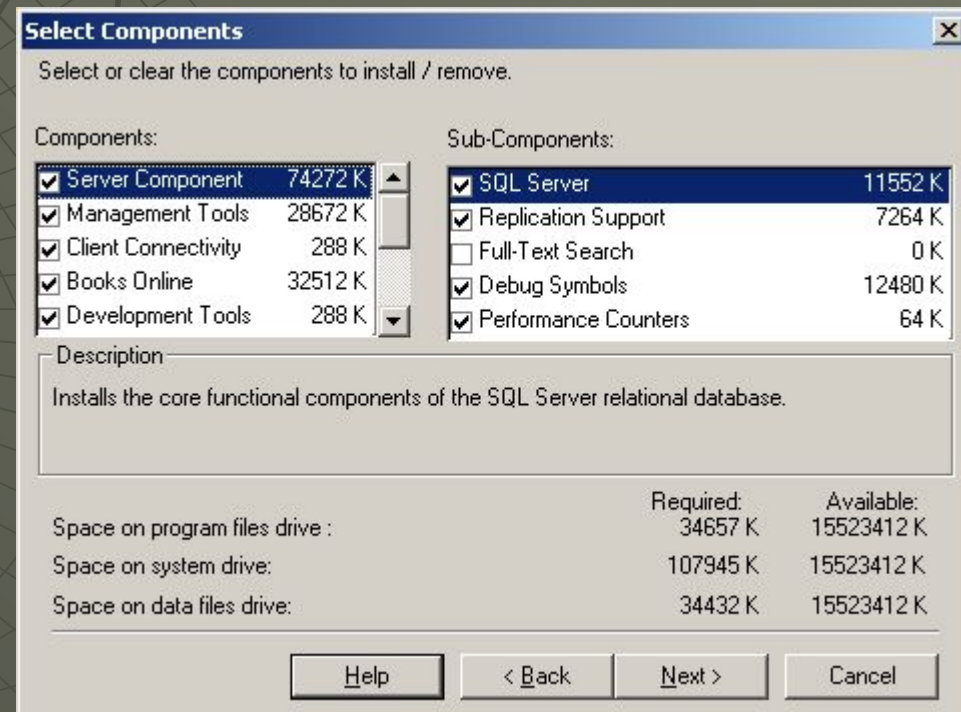 Select Components
Select or clear the components to install / remove.
Components:
Server Component 74272 K
Management Tools 28672 K
Client Connectivity 288 K
Books Online 32512 K
Development Tools 288 K
Sub-Components:
SQL Server 11552 K
Replication Support 7264 K
Full-Text Search 0 K
Debug Symbols 12480 K
Performance Counters 64 K
Description
Installs the core functional components of the SQL Server relational database.
Required: Available:
Space on program files drive : 34657 K 15523412 K
Space on system drive: 107945 K 15523412 K
Space on data files drive: 34432 K 15523412 K
Help < Back Next > Cancel